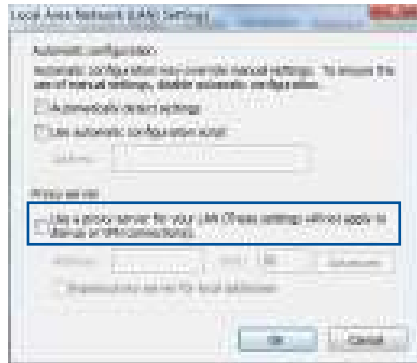 Local Area Network (LAN) Settings
Automatic configuration
Automatic configuration may override manual settings. To ensure the
use of manual settings, disable automatic configuration.
Automatically detect settings
Use automatic configuration script
Address
Proxy server
Use a proxy server for your LAN (These settings will not apply to
dial-up or VPN connections).
Address: Port: 80 Advanced
Bypass proxy server for local addresses
OK Cancel